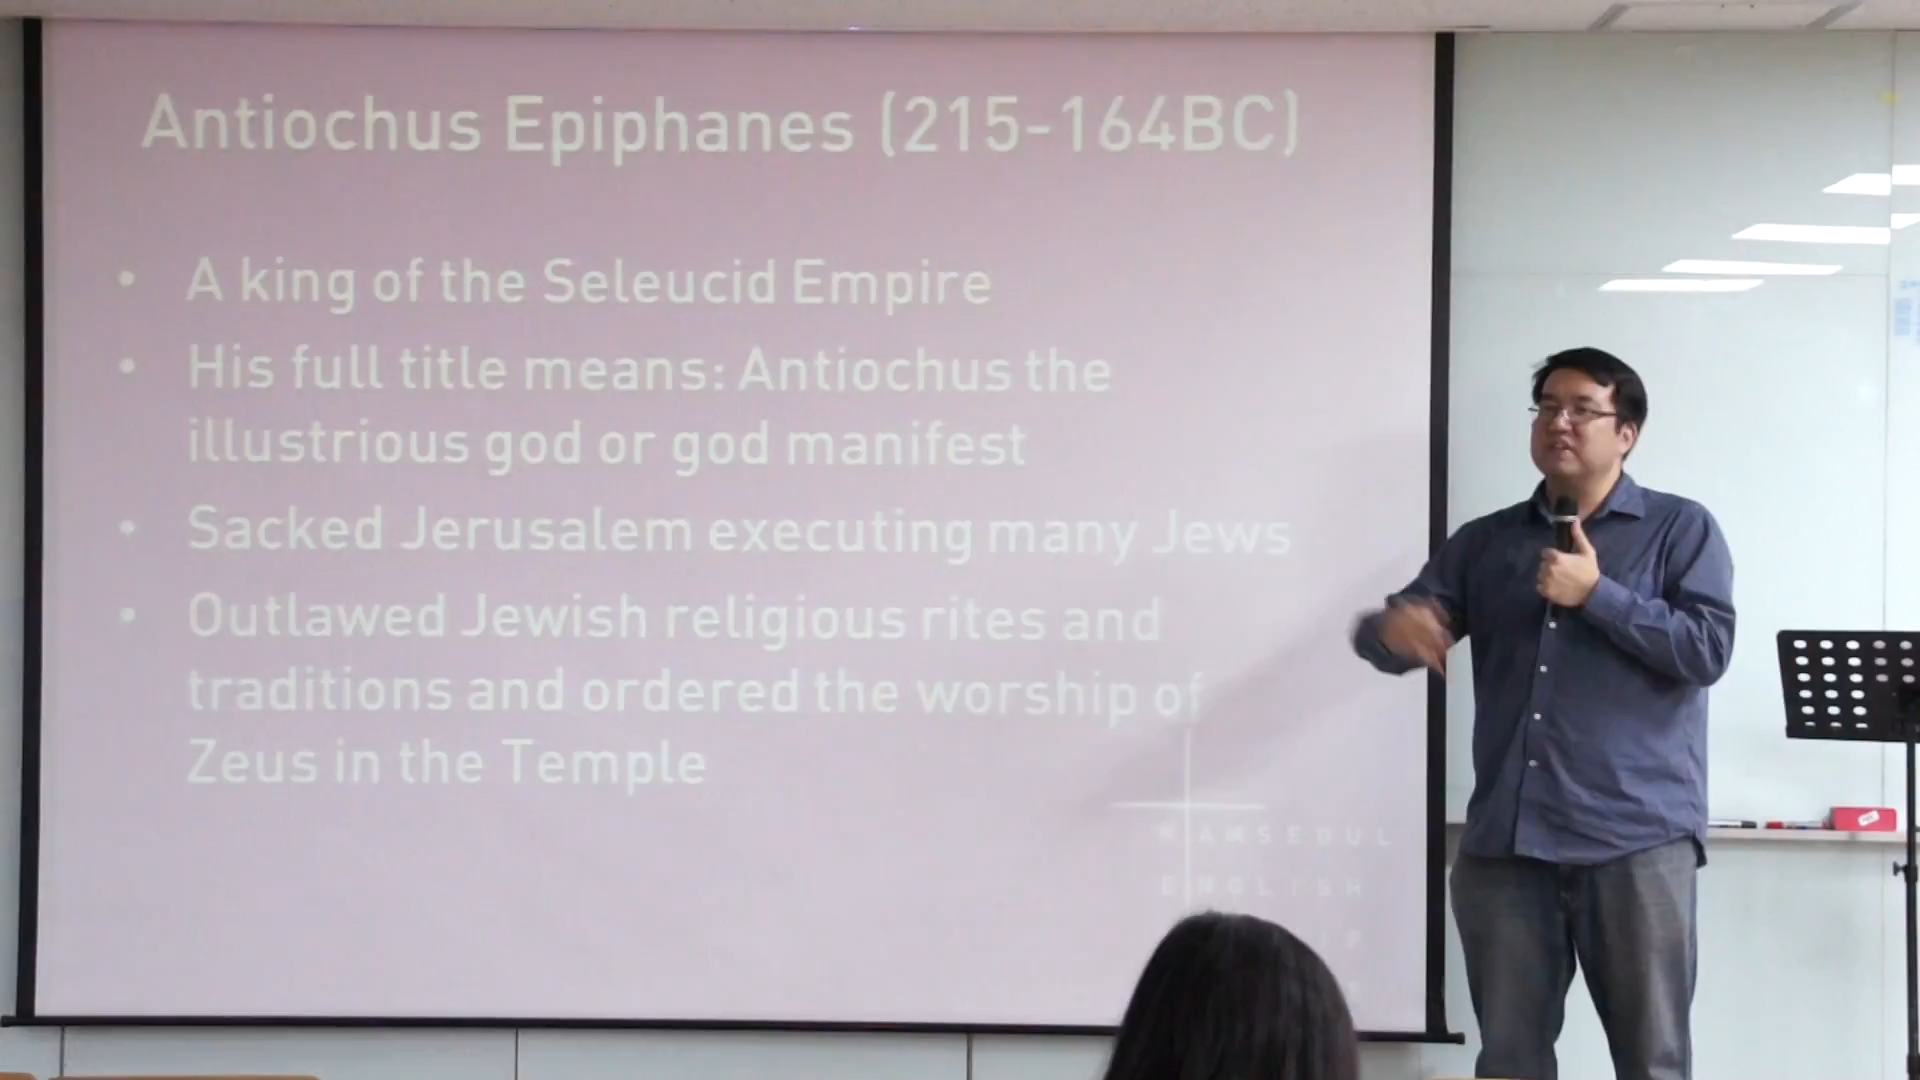 Antiochus Epiphanes (215-164BC)
• A king of the Seleucid Empire
• His full title means: Antiochus the
illustrious god or god manifest
• Sacked Jerusalem executing many Jews
• Outlawed Jewish religious rites and
traditions and ordered the worship of
Zeus in the Temple
NAMSEOUL
ENGLISH